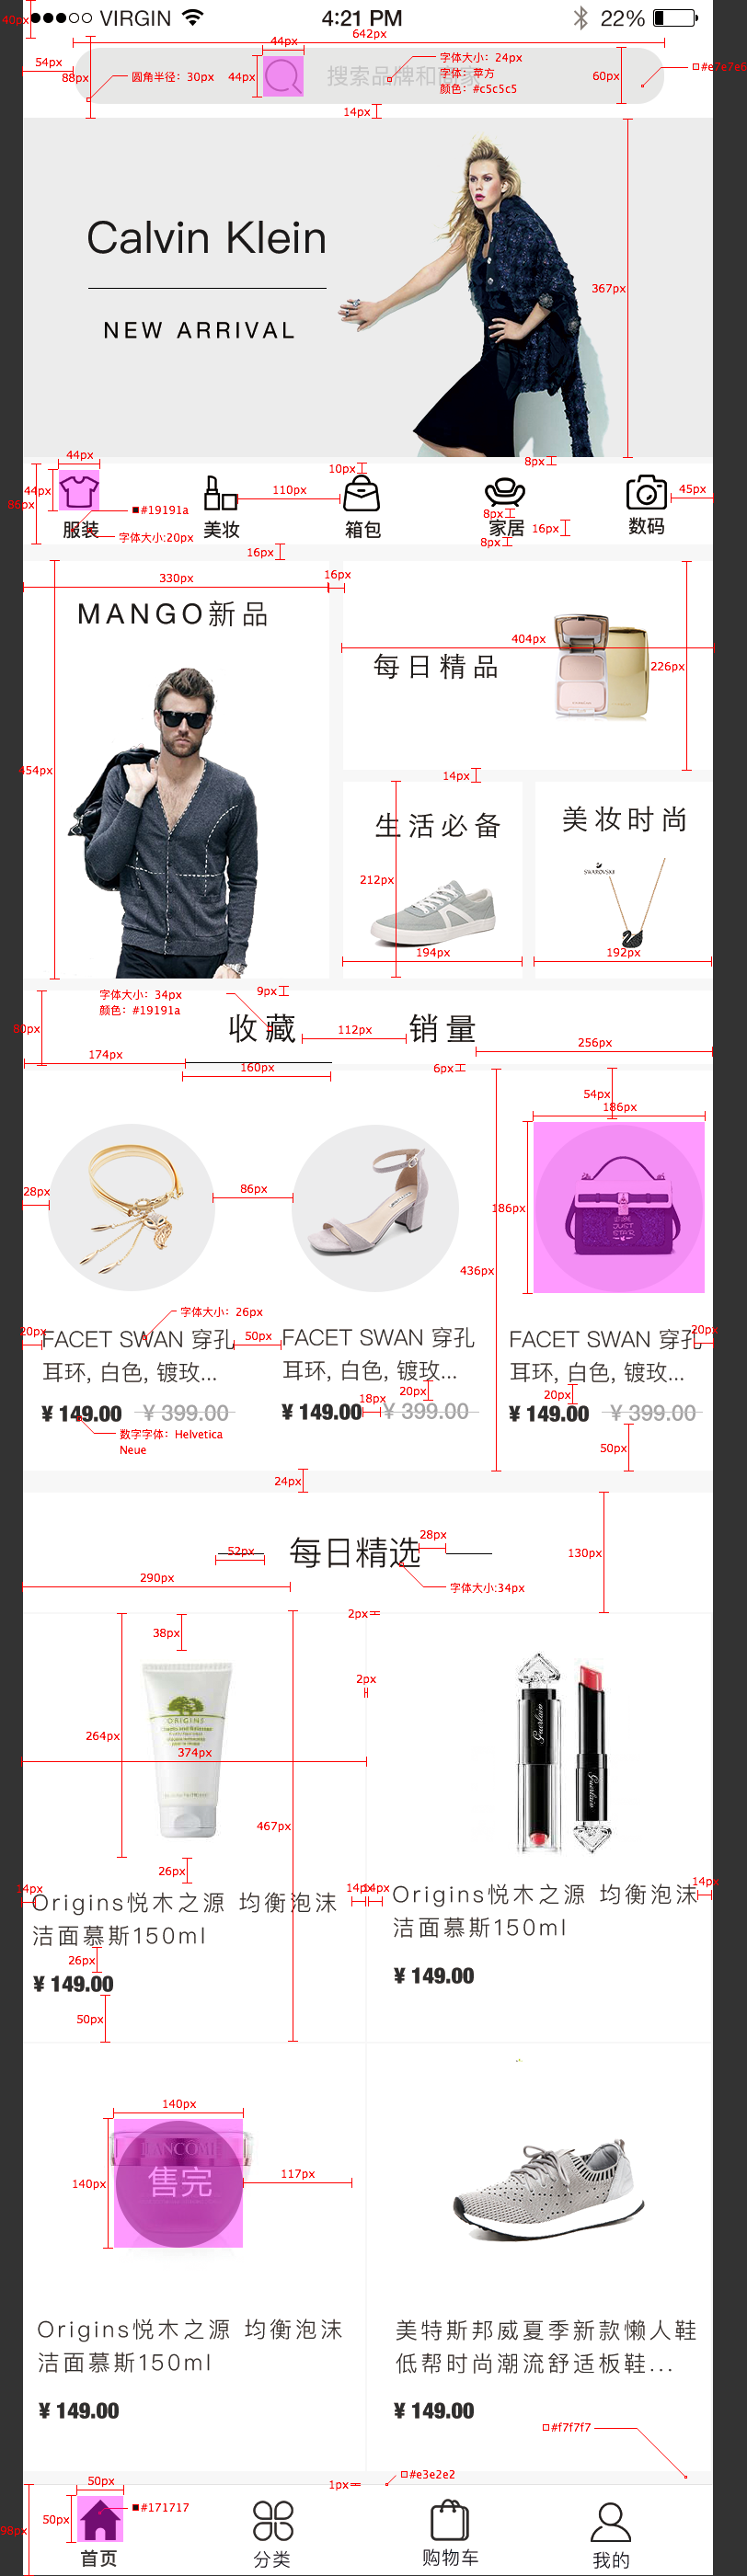 VIRGIN 4:21 PM 22%
40px
642px
44px
54px
88px
圆角半径：30px
44px
搜索品牌和商家
字体大小：24px
字体：苹方
颜色：#c5c5c5
60px
#e7e7e6
14px
Calvin Klein
NEW ARRIVAL
367px
44px
10px
8px
44px
86px
110px
45px
#19191a
8px
16px
服装
美妆
箱包
家居
数码
字体大小:20px
8px
16px
330px
16px
MANGO新品
404px
每日精品
226px
854px
14px
生活必备
美妆时尚
212px
SWAROVSKI
194px
192px
字体大小：34px
颜色：#19191a
9px
80px
收藏
112px
销量
256px
174px
160px
6px
54px
186px
28px
86px
186px
436px
字体大小：26px
20px
50px
20px
FACET SWAN 穿孔
耳环, 白色, 镀玫...
¥ 149.00 ¥ 399.00
FACET SWAN 穿孔
耳环, 白色, 镀玫...
¥ 149.00 ¥ 399.00
FACET SWAN 穿孔
耳环, 白色, 镀玫...
¥ 149.00 ¥ 399.00
18px
20px
20px
数字字体：Helvetica
Neue
50px
24px
52px
每日精选
28px
130px
290px
字体大小:34px
2px
38px
2px
ORIGINS
264px
374px
467px
Guerlain
Guerlain
26px
14px
14px
14px
14px
Origins悦木之源 均衡泡沫
洁面慕斯150ml
¥ 149.00
Origins悦木之源 均衡泡沫
洁面慕斯150ml
¥ 149.00
26px
50px
140px
LANCOME
售完
140px
117px
Origins悦木之源 均衡泡沫
洁面慕斯150ml
¥ 149.00
美特斯邦威夏季新款懒人鞋
低帮时尚潮流舒适板鞋...
¥ 149.00
#f7f7f7
#e3e2e2
1px
50px
50px
#171717
98px
首页
分类
购物车
我的